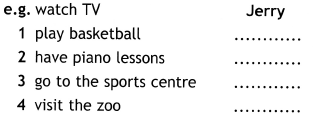 e.g. watch TV Jerry
1 play basketball ............
2 have piano lessons ............
3 go to the sports centre ............
4 visit the zoo ............